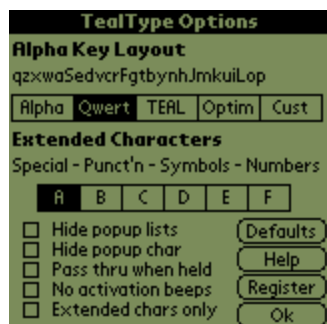 TealType Options
Alpha Key Layout
qzxwaSedvcrFgtbynhJmkuiLop
Alpha Qwert TEAL Optim Cust
Extended Characters
Special - Punct'n - Symbols - Numbers
A B C D E F
Hide popup lists
Hide popup char
Pass thru when held
No activation beeps
Extended chars only
Defaults
Help
Register
Ok